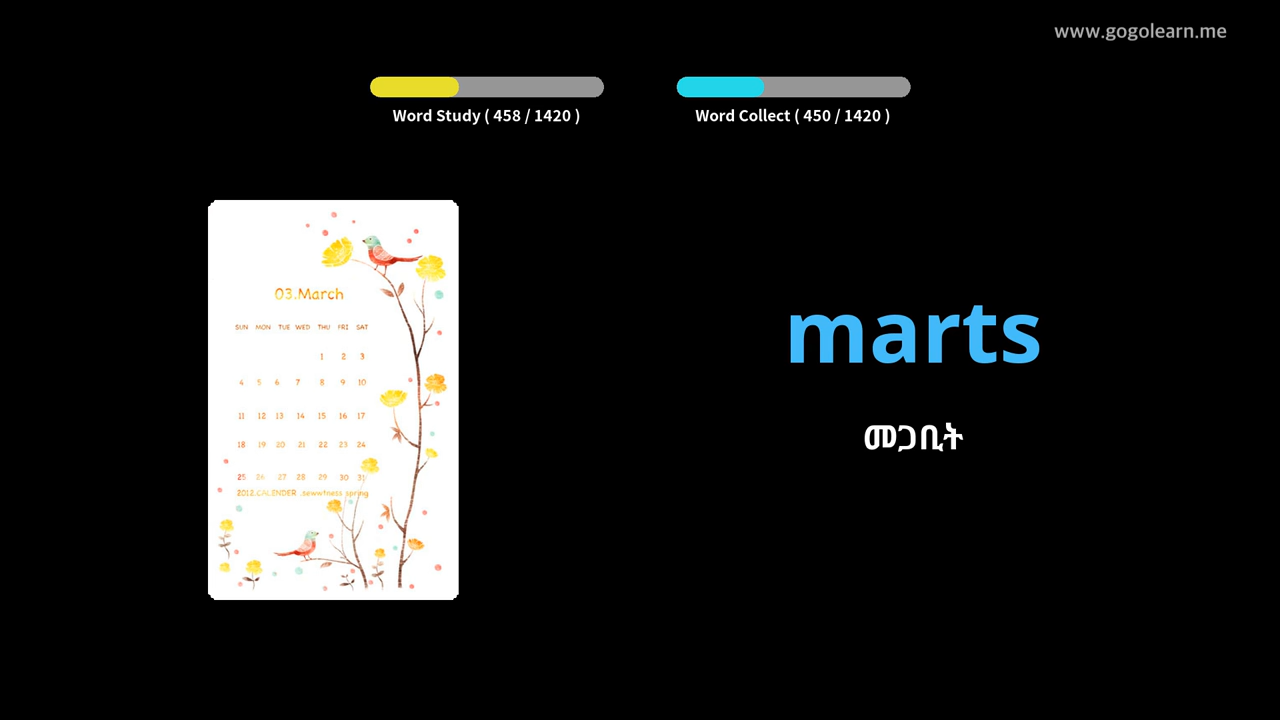 www.gogolearn.me
Word Study ( 458 / 1420 )
Word Collect ( 450 / 1420 )
03.March
SUN MON TUE WED THU FRI SAT
1 2 3
4 5 6 7 8 9 10
11 12 13 14 15 16 17
18 19 20 21 22 23 24
25 26 27 28 29 30 31
2012.CALENDER .sewwtness spring
marts
መጋቢት